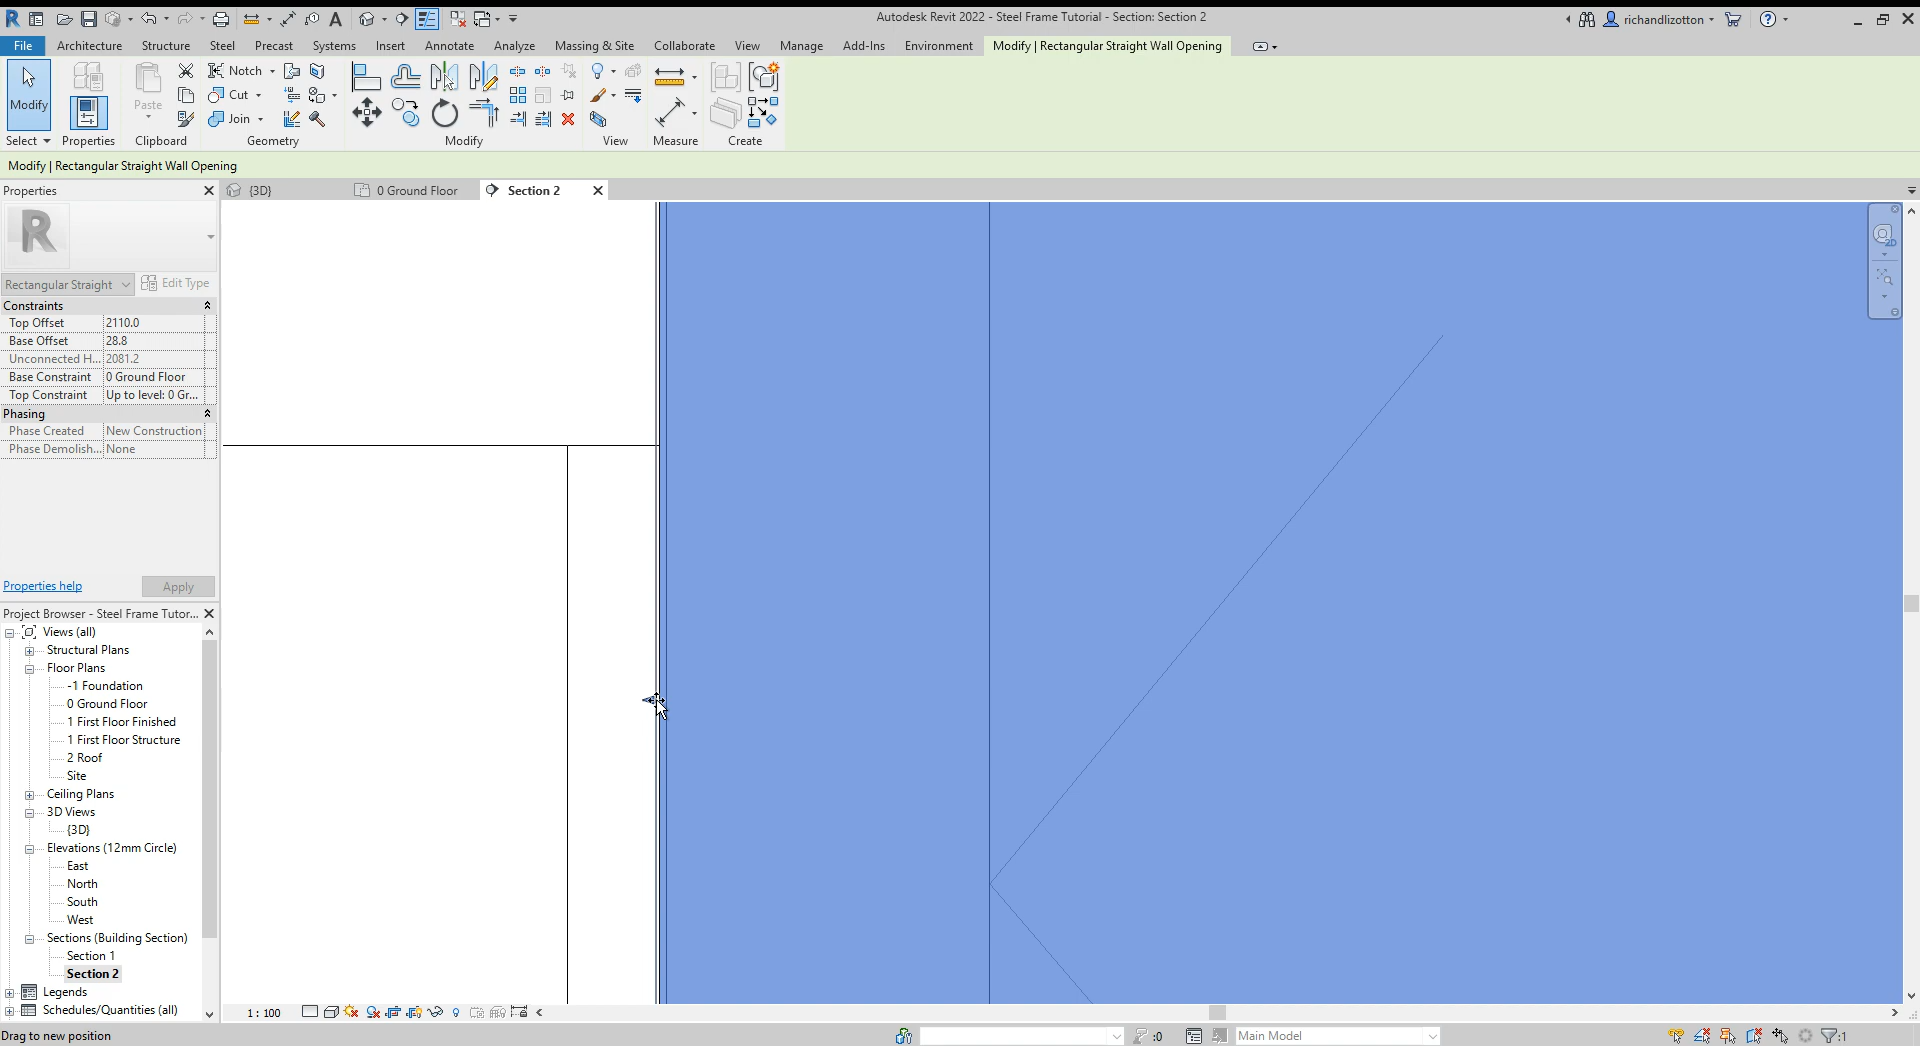 Autodesk Revit 2022 - Steel Frame Tutorial - Section: Section 2
richandlizotton
File Architecture Structure Steel Precast Systems Insert Annotate Analyze Massing & Site Collaborate View Manage Add-Ins Environment Modify | Rectangular Straight Wall Opening
Modify
Paste
Notch
Cut
Join
Select Properties Clipboard Geometry Modify View Measure Create
Modify | Rectangular Straight Wall Opening
Properties
{3D} 0 Ground Floor Section 2
Rectangular Straight Edit Type
Constraints
Top Offset 2110.0
Base Offset 28.8
Unconnected H... 2081.2
Base Constraint 0 Ground Floor
Top Constraint Up to level: 0 Gr...
Phasing
Phase Created New Construction
Phase Demolish... None
Properties help Apply
Project Browser - Steel Frame Tutor...
Views (all)
Structural Plans
Floor Plans
-1 Foundation
0 Ground Floor
1 First Floor Finished
1 First Floor Structure
2 Roof
Site
Ceiling Plans
3D Views
{3D}
Elevations (12mm Circle)
East
North
South
West
Sections (Building Section)
Section 1
Section 2
Legends
Schedules/Quantities (all)
2D
1 : 100
Drag to new position
:0
Main Model
:1